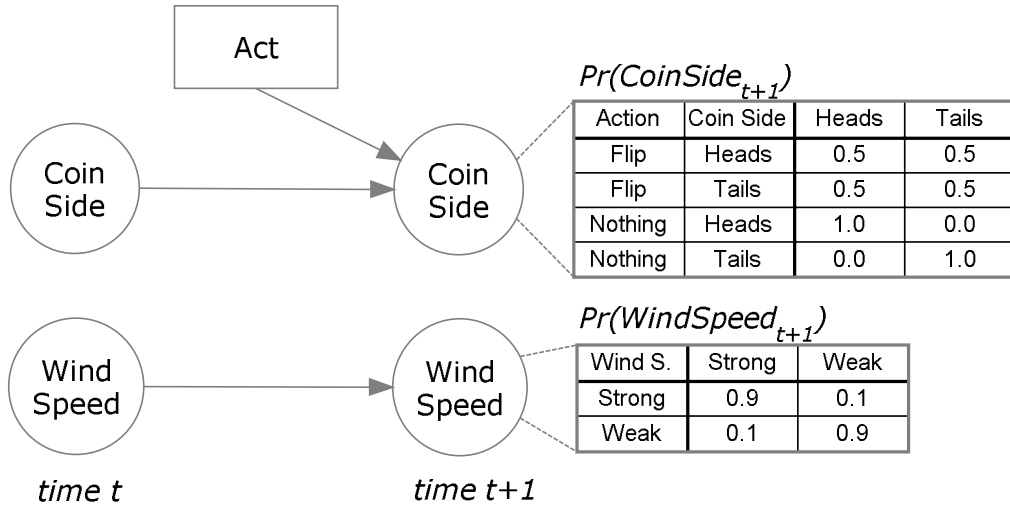 Act
Coin
Side
Coin
Side
Pr(CoinSide t+1)
Action Coin Side Heads Tails
Flip Heads 0.5 0.5
Flip Tails 0.5 0.5
Nothing Heads 1.0 0.0
Nothing Tails 0.0 1.0
Wind
Speed
Wind
Speed
Pr(WindSpeed t+1)
Wind S. Strong Weak
Strong 0.9 0.1
Weak 0.1 0.9
time t
time t+1